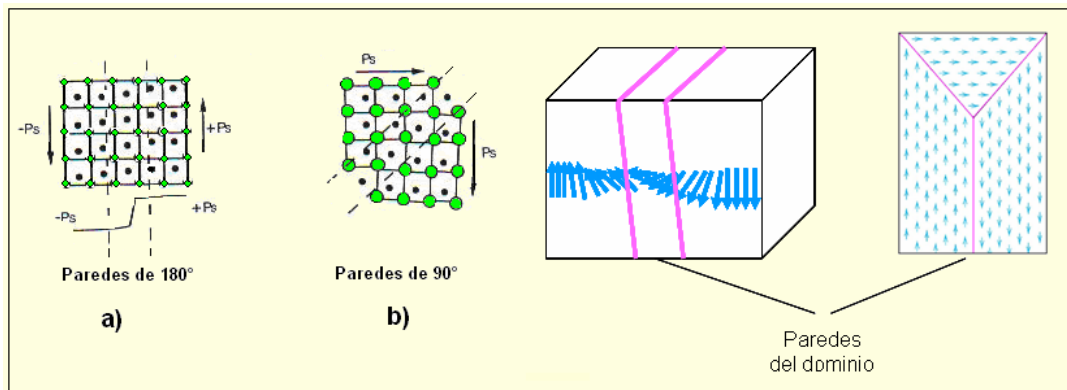 -Ps
+Ps
-Ps
+Ps
Paredes de 180°
a)
Ps
Ps
Paredes de 90°
b)
Paredes
del dominio